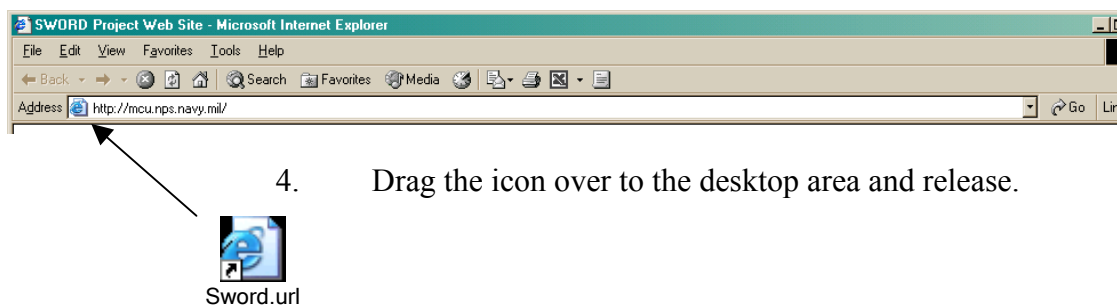 SWORD Project Web Site - Microsoft Internet Explorer
File Edit View Favorites Tools Help
Back Search Favorites Media
Address http://mcu.nps.navy.mil/ Go
4. Drag the icon over to the desktop area and release.
Sword.url